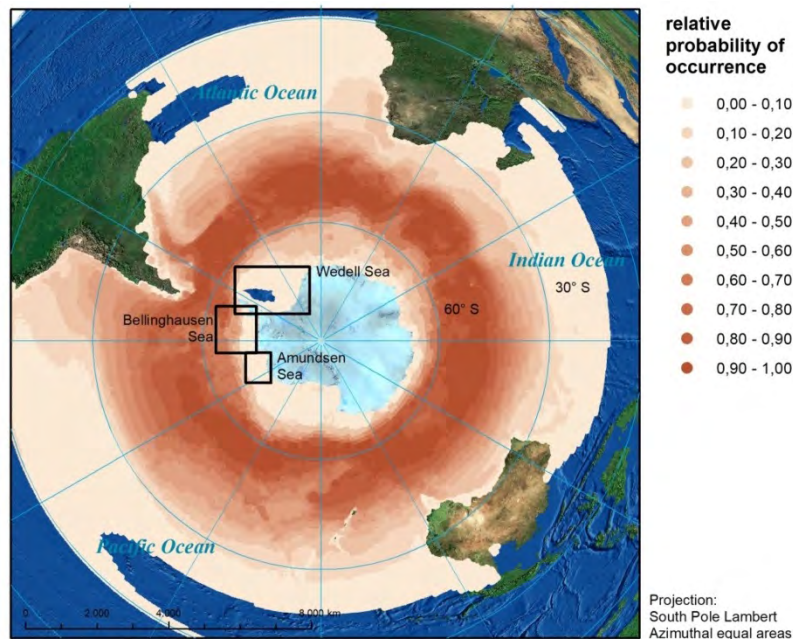 relative
probability of
occurrence
0,00 - 0,10
0,10 - 0,20
0,20 - 0,30
0,30 - 0,40
0,40 - 0,50
0,50 - 0,60
0,60 - 0,70
0,70 - 0,80
0,80 - 0,90
0,90 - 1,00
Atlantic Ocean
Indian Ocean
Wedell Sea
30° S
60° S
Bellinghausen
Sea
Amundsen
Sea
Pacific Ocean
0 2.000 4.000 8.000 km
Projection:
South Pole Lambert
Azimuthal equal areas